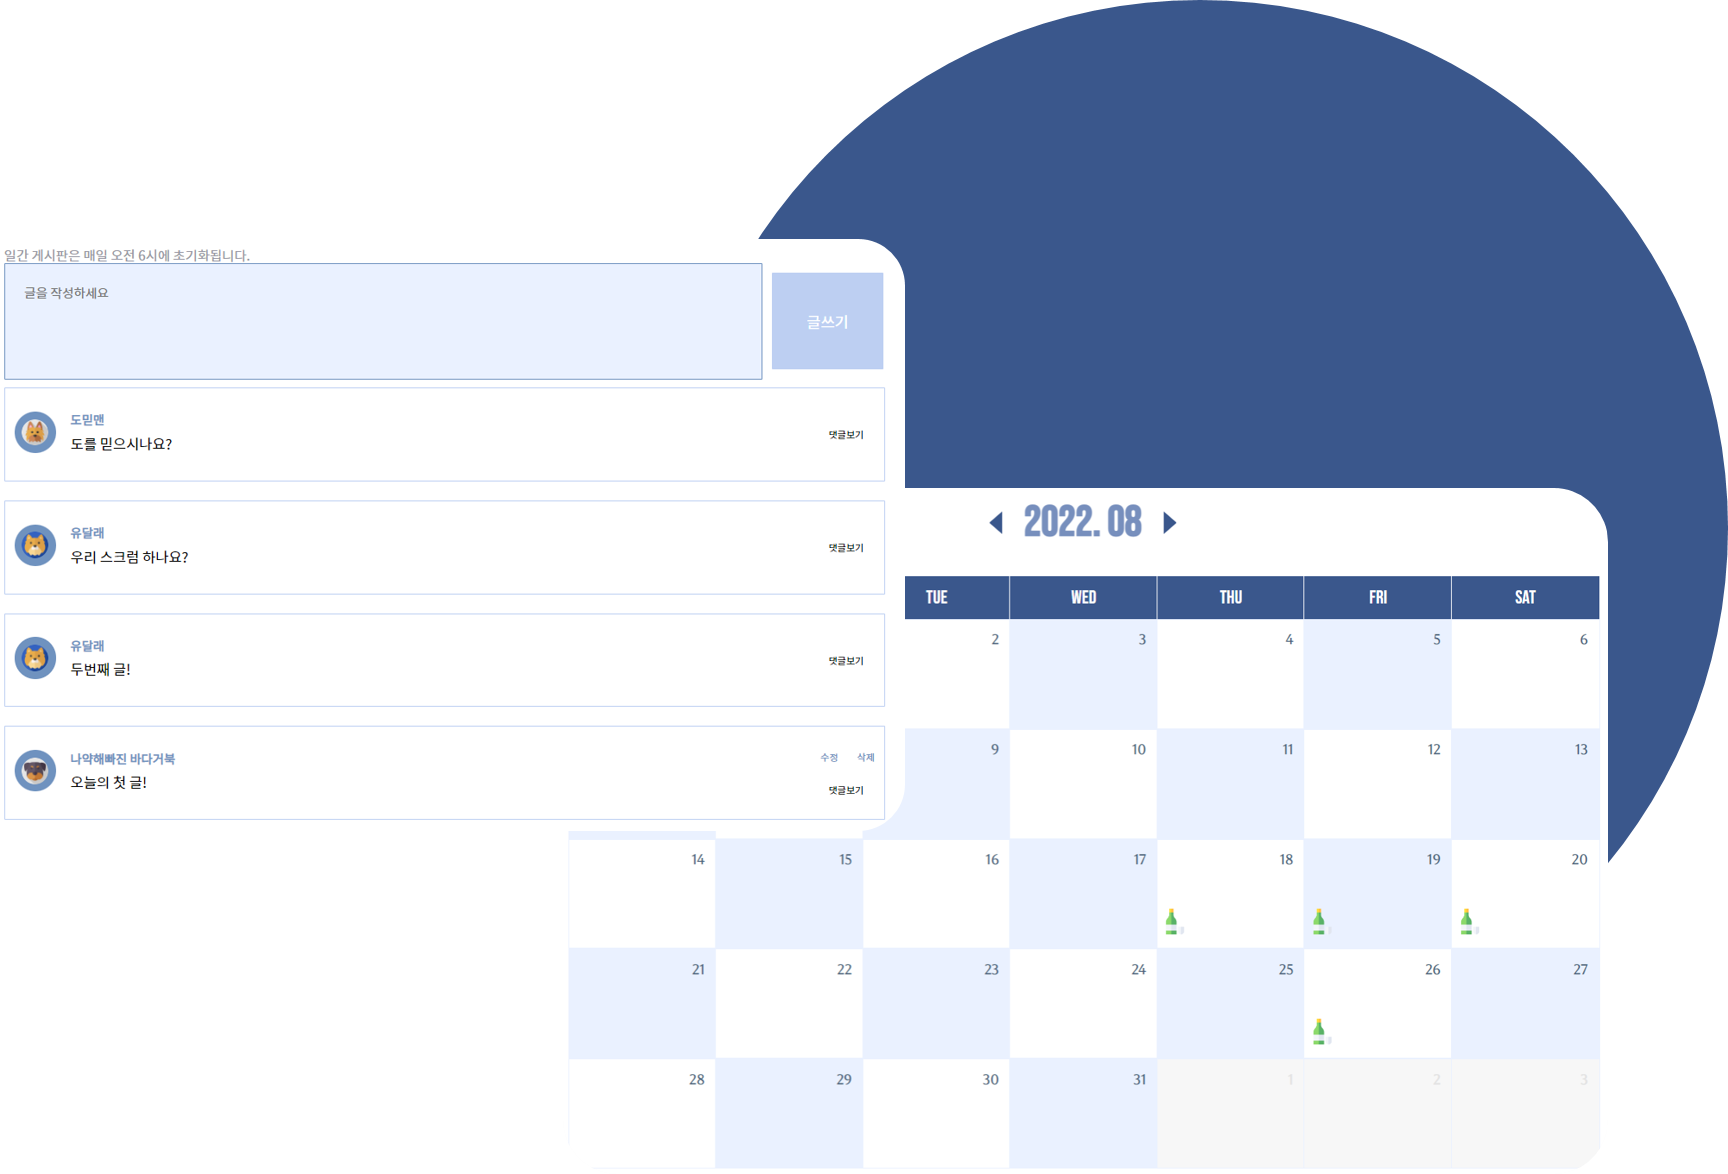 일간 게시판은 매일 오전 6시에 초기화됩니다.
글을 작성하세요
글쓰기
도믿맨
도를 믿으시나요?
댓글보기
유달래
우리 스크럼 하나요?
댓글보기
유달래
두번째 글!
댓글보기
나약해빠진 바다거북
수정 삭제
오늘의 첫 글!
댓글보기
2022. 08
TUE WED THU FRI SAT
2 3 4 5 6
9 10 11 12 13
14 15 16 17 18 19 20
21 22 23 24 25 26 27
28 29 30 31 1 2 3